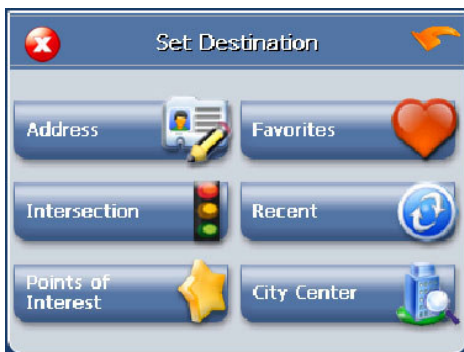 Set Destination
Address
Favorites
Intersection
Recent
Points of
Interest
City Center